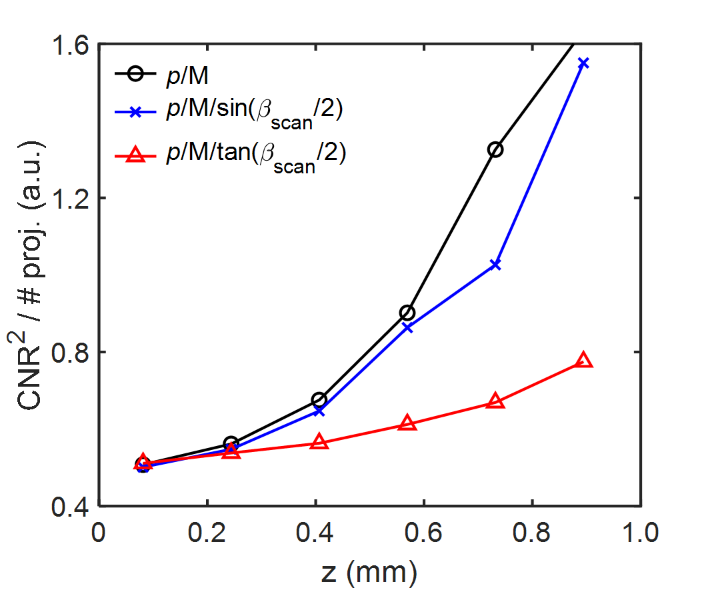 1.6
1.2
0.8
0.4
CNR² / # proj. (a.u.)
p/M
p/M/sin(βscan/2)
p/M/tan(βscan/2)
0 0.2 0.4 0.6 0.8 1.0
z (mm)